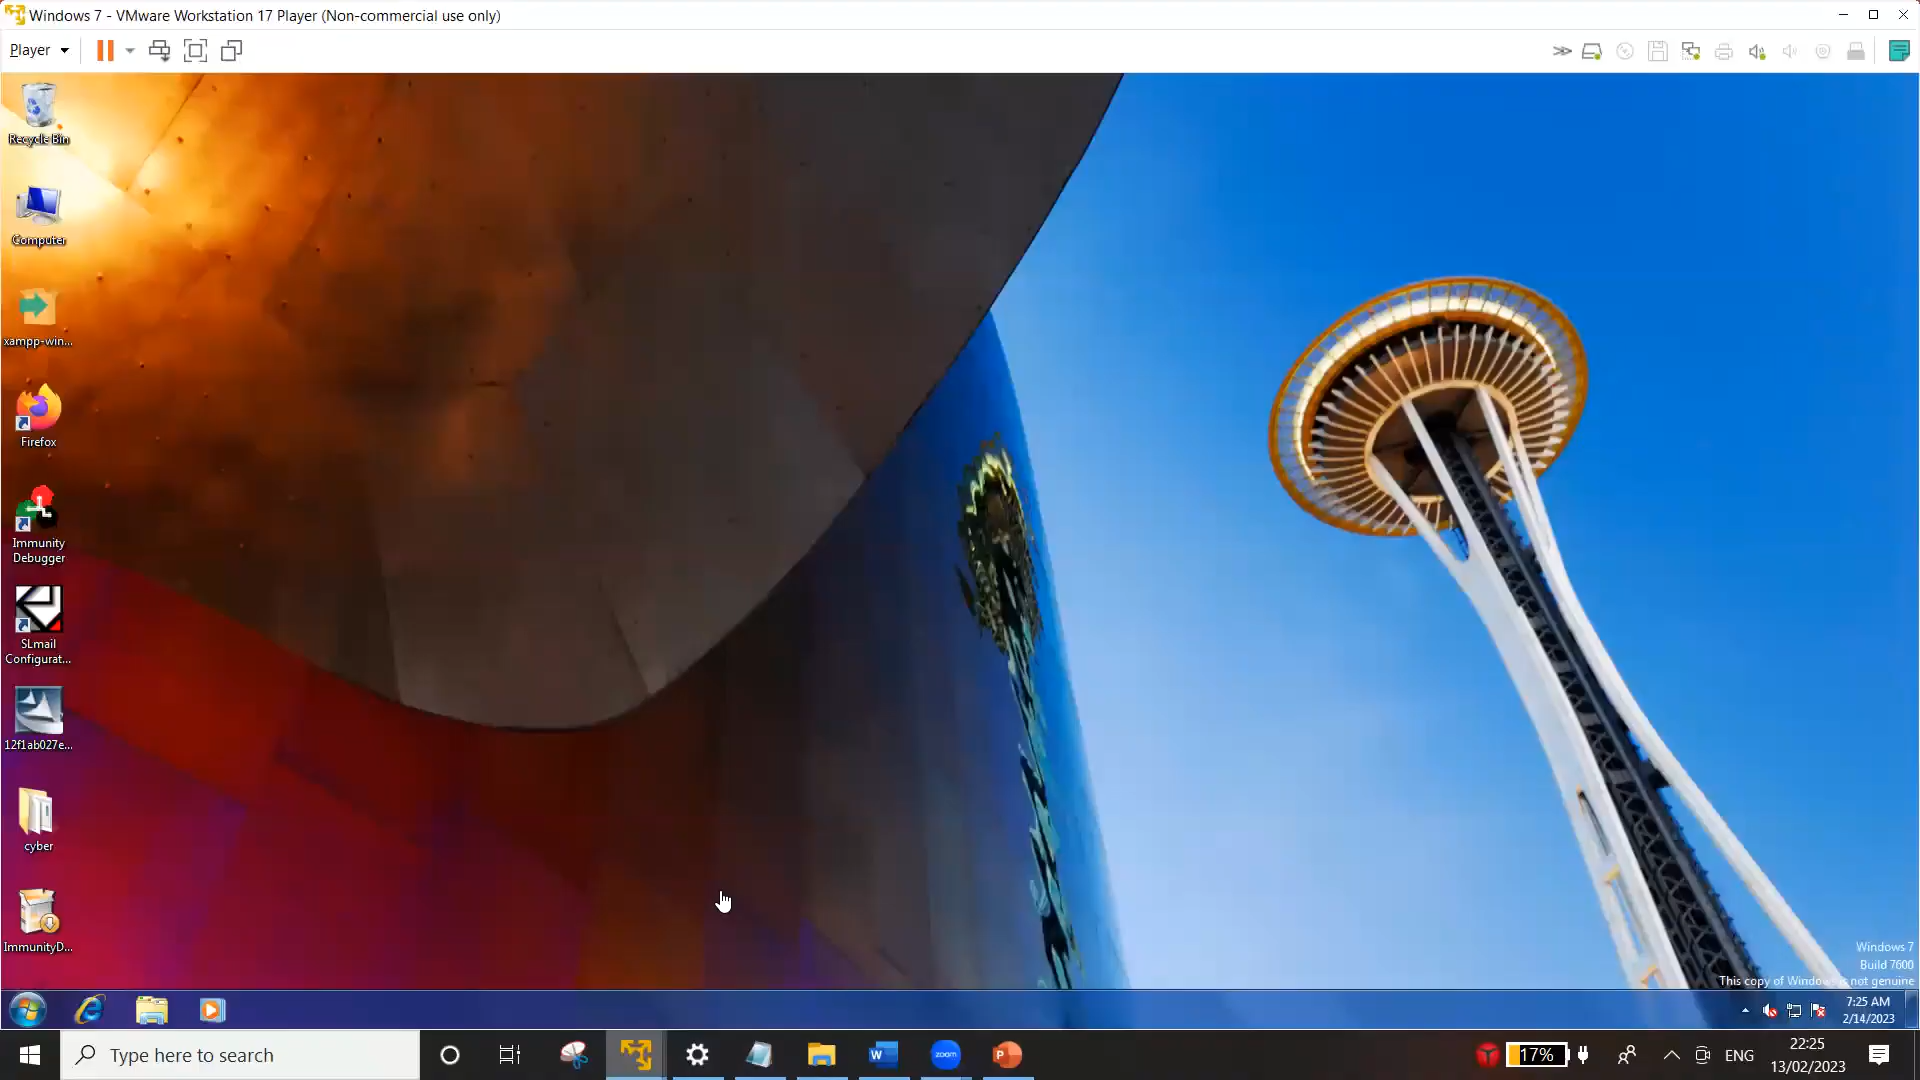 Windows 7 - VMware Workstation 17 Player (Non-commercial use only)
Player
Recycle Bin
Computer
xampp-win...
Firefox
Immunity
Debugger
SLmail
Configurat...
12f1ab027e...
cyber
ImmunityD...
Windows 7
Build 7600
This copy of Windows is not genuine
7:25 AM
2/14/2023
Type here to search
W
zoom
P
17%
ENG
22:25
13/02/2023